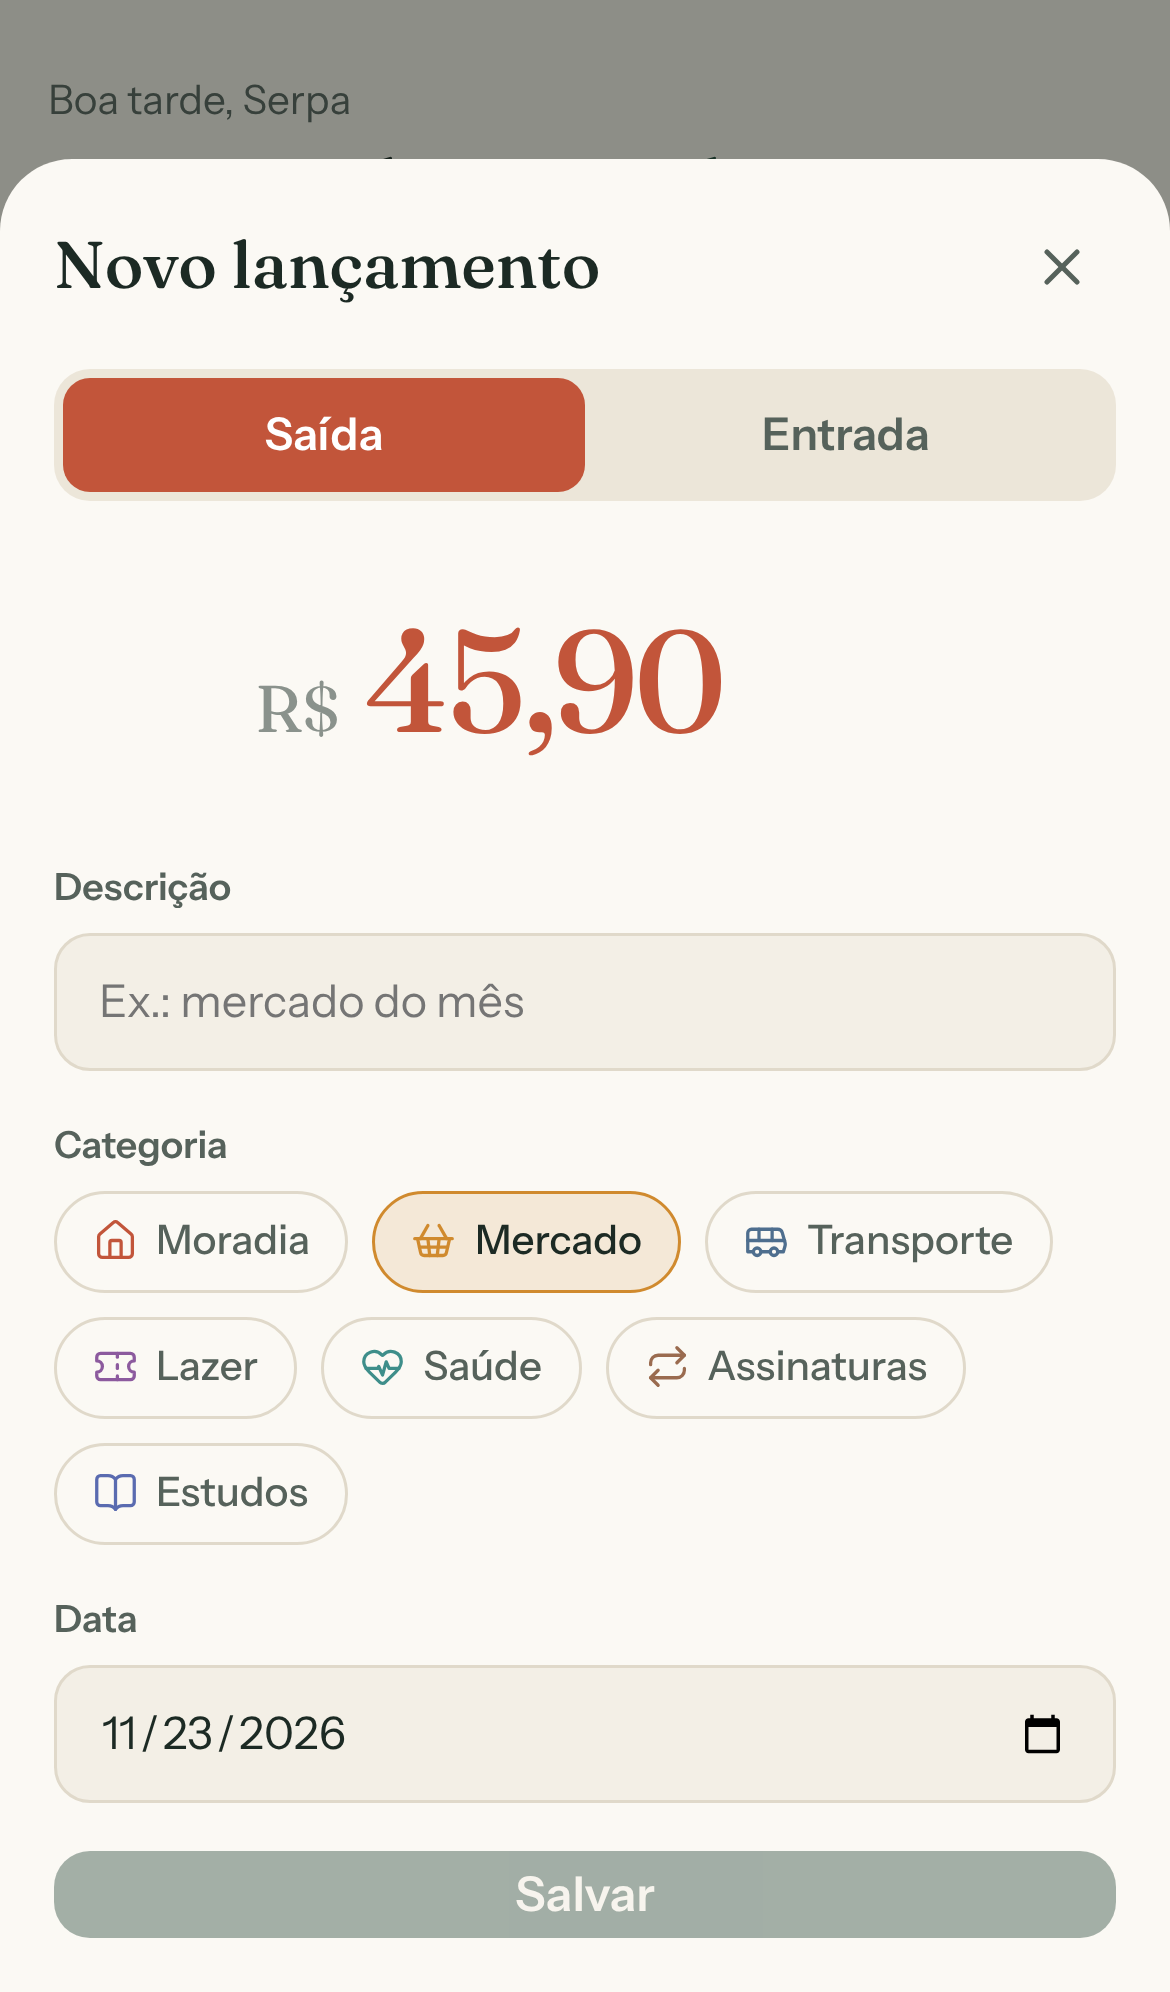 Boa tarde, Serpa
Novo lançamento
Saída
Entrada
R$ 45,90
Descrição
Ex.: mercado do mês
Categoria
Moradia
Mercado
Transporte
Lazer
Saúde
Assinaturas
Estudos
Data
11/23/2026
Salvar